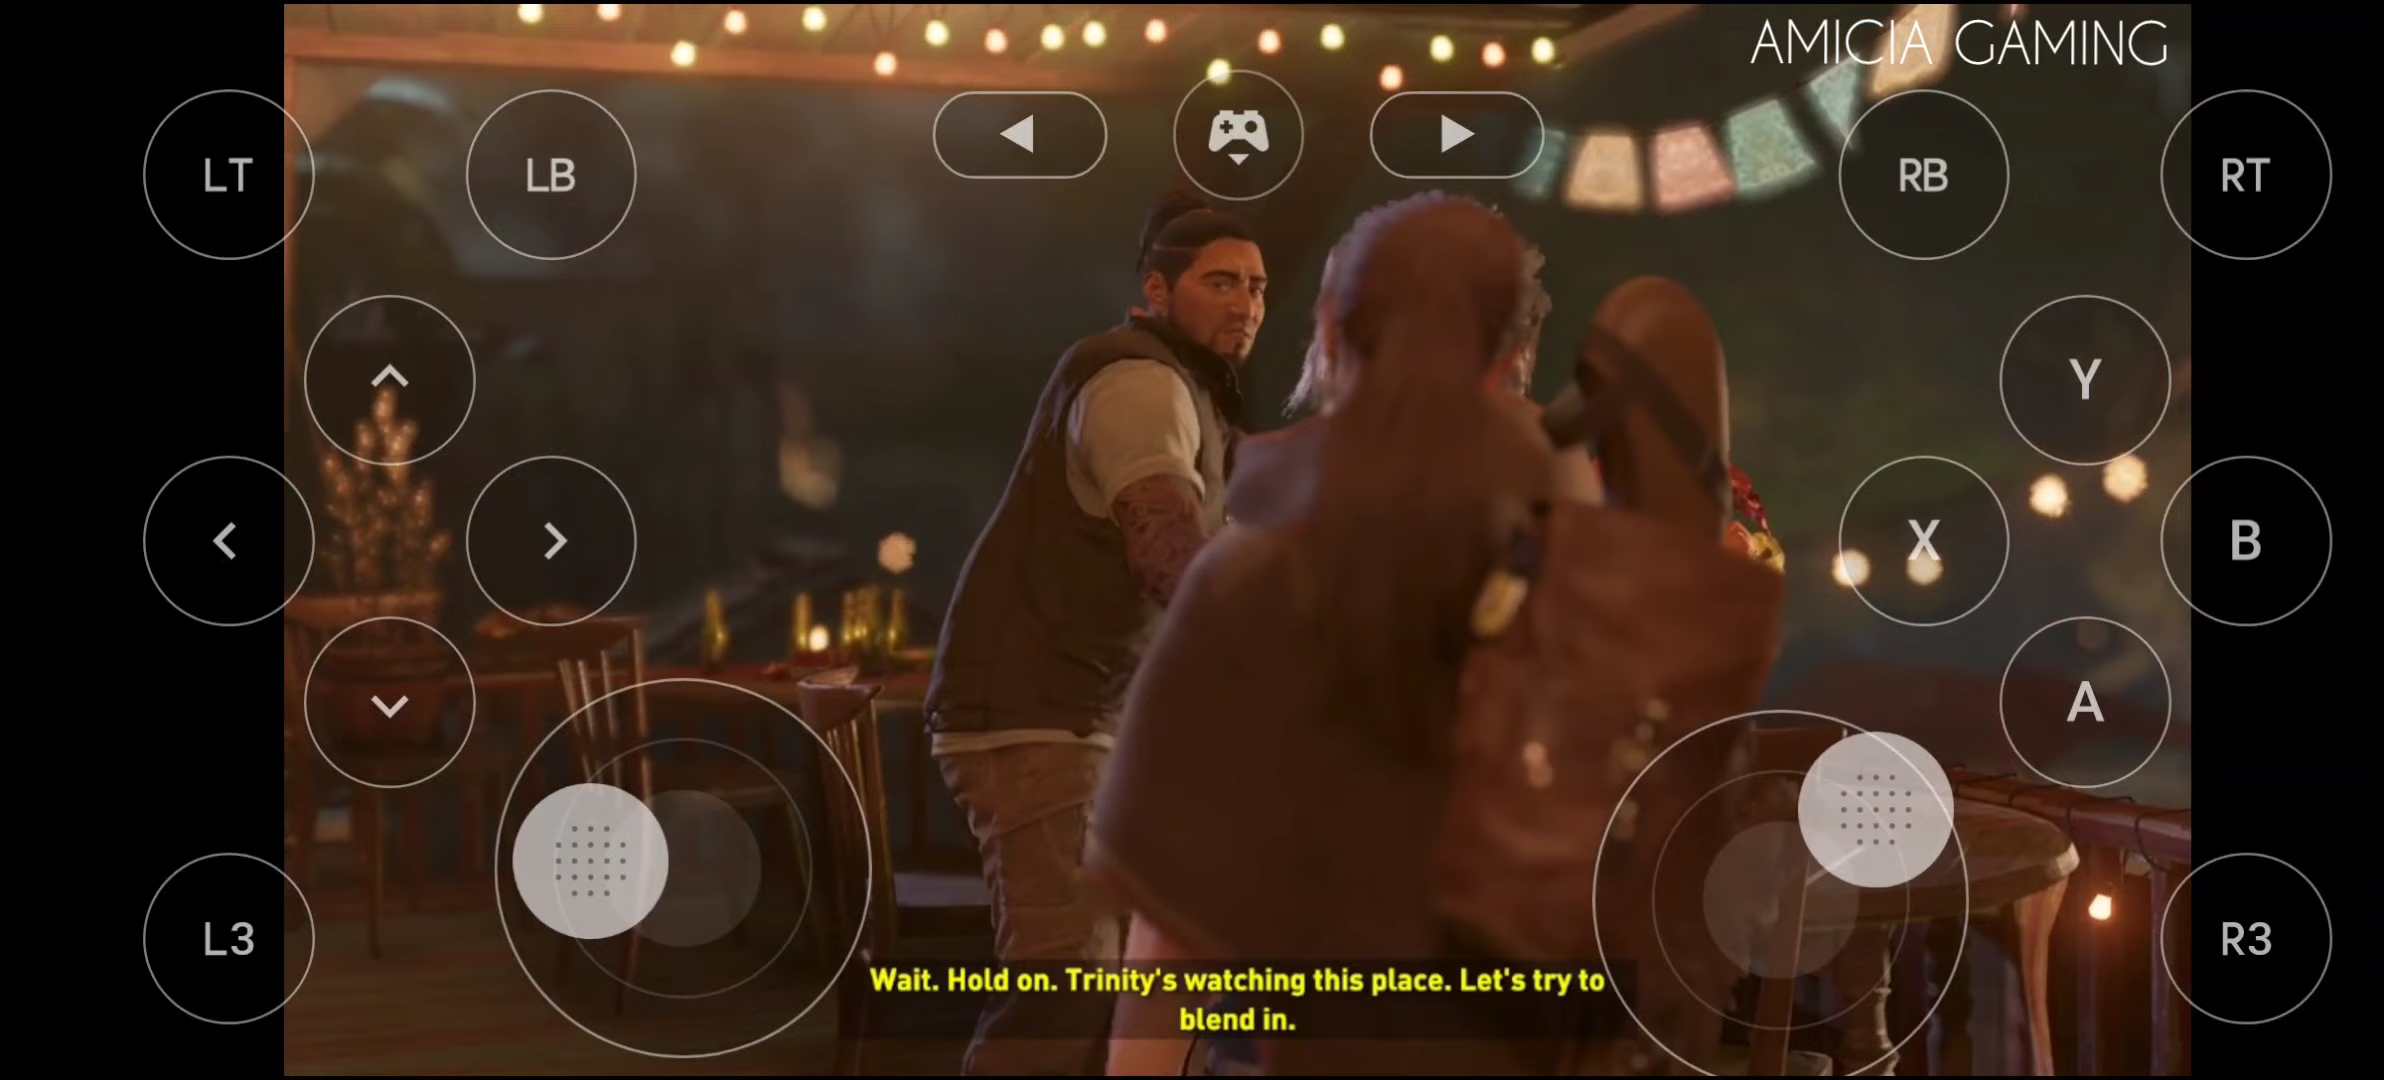 AMICIA GAMING
LT
LB
RB
RT
Y
X
B
A
L3
R3
Wait. Hold on. Trinity's watching this place. Let's try to
blend in.